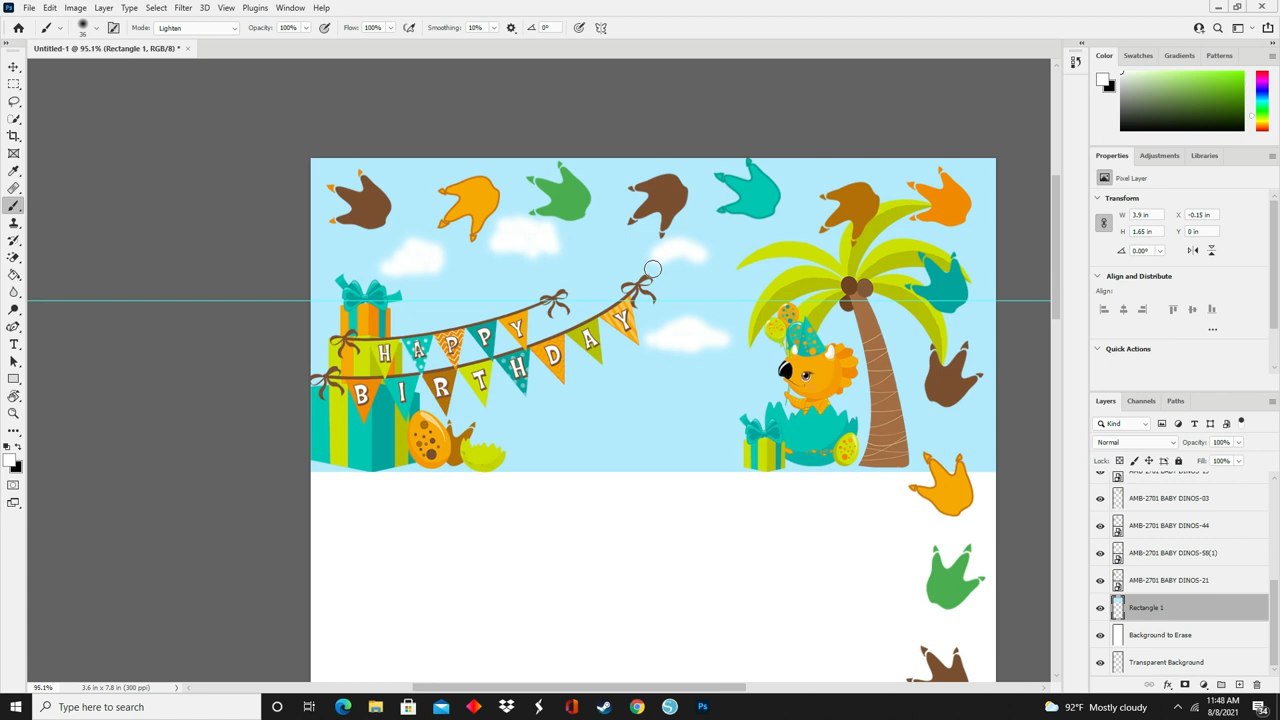 Ps File Edit Image Layer Type Select Filter 3D View Plugins Window Help
36 Mode: Lighten Opacity: 100% Flow: 100% Smoothing: 10% 0°
Untitled-1 @ 95.1% (Rectangle 1, RGB/8) * ×
Color Swatches Gradients Patterns
Properties Adjustments Libraries
Pixel Layer
Transform
W 3.9 in X -0.15 in
H 1.65 in Y 0 in
0.00°
Align and Distribute
Align:
Quick Actions
HAPPY
BIRTHDAY
Layers Channels Paths
Kind
Normal Opacity: 100%
Lock: Fill: 100%
AMB-2701 BABY DINOS-03
AMB-2701 BABY DINOS-44
AMB-2701 BABY DINOS-58(1)
AMB-2701 BABY DINOS-21
Rectangle 1
Background to Erase
Transparent Background
95.1% 3.6 in x 7.8 in (300 ppi)
Type here to search
Ps
92°F Mostly cloudy
11:48 AM
8/8/2021